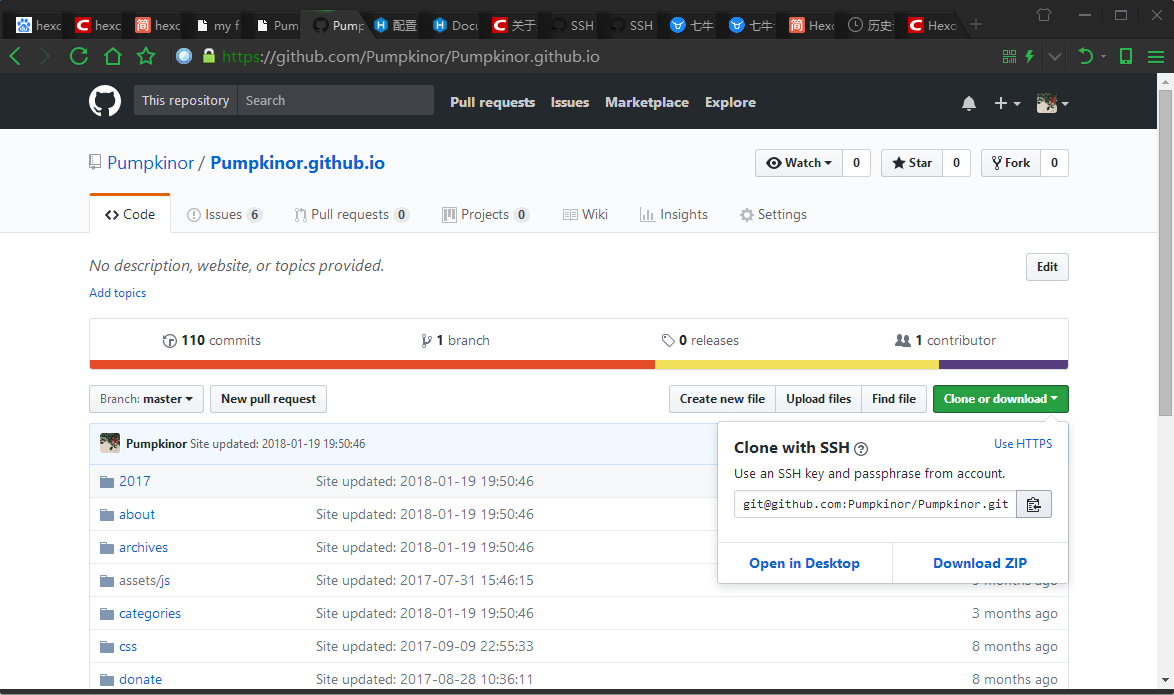 hexc hexc 简 hexc my f Pum Pump 配置 Docu 关于 SSH SSH 七牛 七牛 简 Hexc 历史 Hexc
https://github.com/Pumpkinor/Pumpkinor.github.io
This repository Search Pull requests Issues Marketplace Explore
Pumpkinor / Pumpkinor.github.io Watch 0 Star 0 Fork 0
Code Issues 6 Pull requests 0 Projects 0 Wiki Insights Settings
No description, website, or topics provided. Edit
Add topics
110 commits 1 branch 0 releases 1 contributor
Branch: master New pull request Create new file Upload files Find file Clone or download
Pumpkinor Site updated: 2018-01-19 19:50:46
Clone with SSH Use HTTPS
Use an SSH key and passphrase from account.
git@github.com:Pumpkinor/Pumpkinor.git
Open in Desktop Download ZIP
2017 Site updated: 2018-01-19 19:50:46
about Site updated: 2018-01-19 19:50:46
archives Site updated: 2018-01-19 19:50:46
assets/js Site updated: 2017-07-31 15:46:15 9 months ago
categories Site updated: 2018-01-19 19:50:46 3 months ago
css Site updated: 2017-09-09 22:55:33 8 months ago
donate Site updated: 2017-08-28 10:36:11 8 months ago